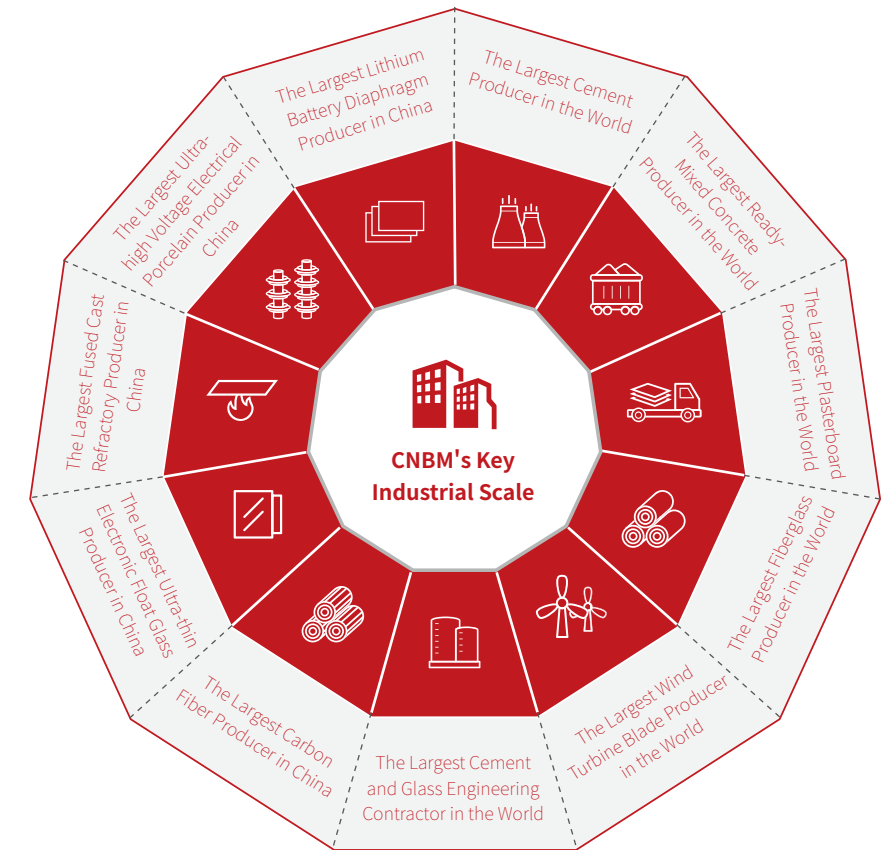 The Largest Cement
Producer in the World
The Largest Ready-
Mixed Concrete
Producer in the World
The Largest Plasterboard
Producer in the World
The Largest Fiberglass
Producer in the World
The Largest Wind
Turbine Blade Producer
in the World
The Largest Cement
and Glass Engineering
Contractor in the World
The Largest Carbon
Fiber Producer in China
The Largest Ultra-thin
Electronic Float Glass
Producer in China
The Largest Fused Cast
Refractory Producer in
China
The Largest Ultra-
high Voltage Electrical
Porcelain Producer in
China
The Largest Lithium
Battery Diaphragm
Producer in China
CNBM's Key
Industrial Scale